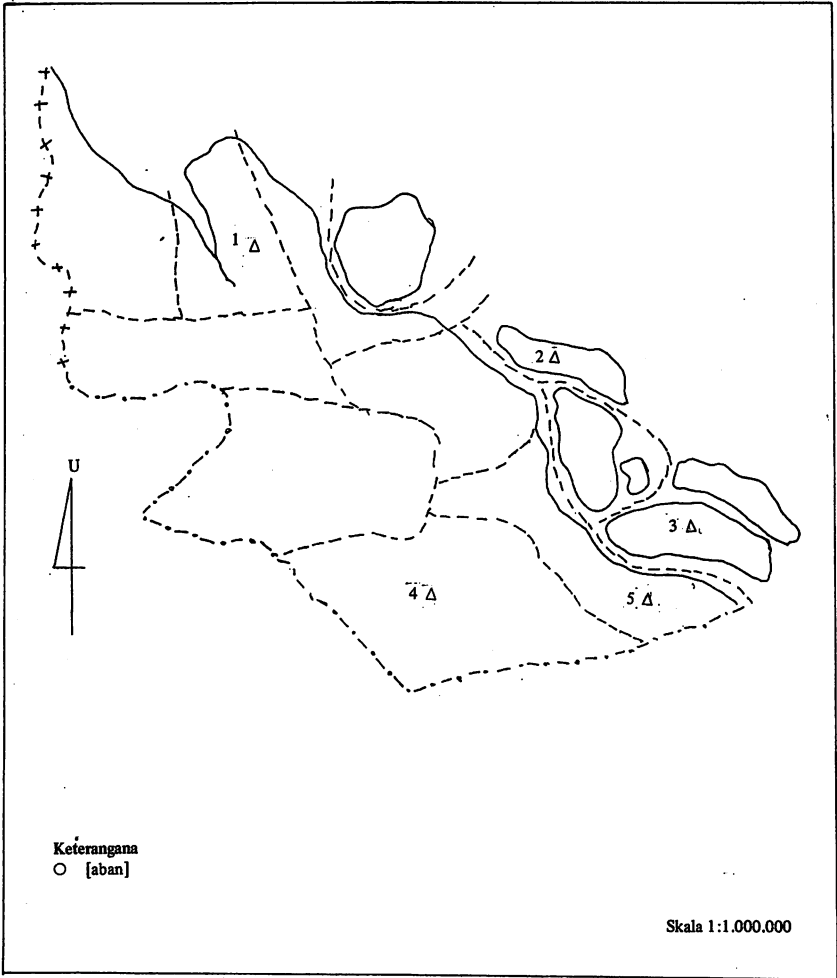 1 Δ
2 Δ
U
3 Δ
4 Δ
5 Δ
Keterangana
O [aban]
Skala 1:1.000.000